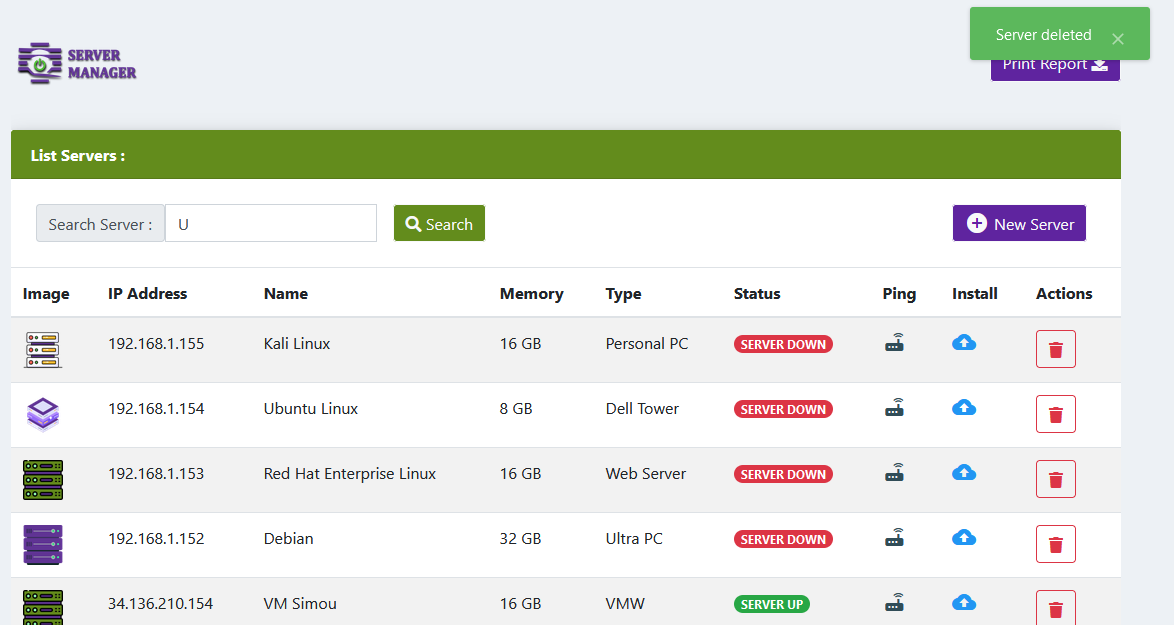 Server deleted ×
SERVER
MANAGER
Print Report
List Servers :
Search Server : U Search New Server
Image IP Address Name Memory Type Status Ping Install Actions
192.168.1.155 Kali Linux 16 GB Personal PC SERVER DOWN
192.168.1.154 Ubuntu Linux 8 GB Dell Tower SERVER DOWN
192.168.1.153 Red Hat Enterprise Linux 16 GB Web Server SERVER DOWN
192.168.1.152 Debian 32 GB Ultra PC SERVER DOWN
34.136.210.154 VM Simou 16 GB VMW SERVER UP